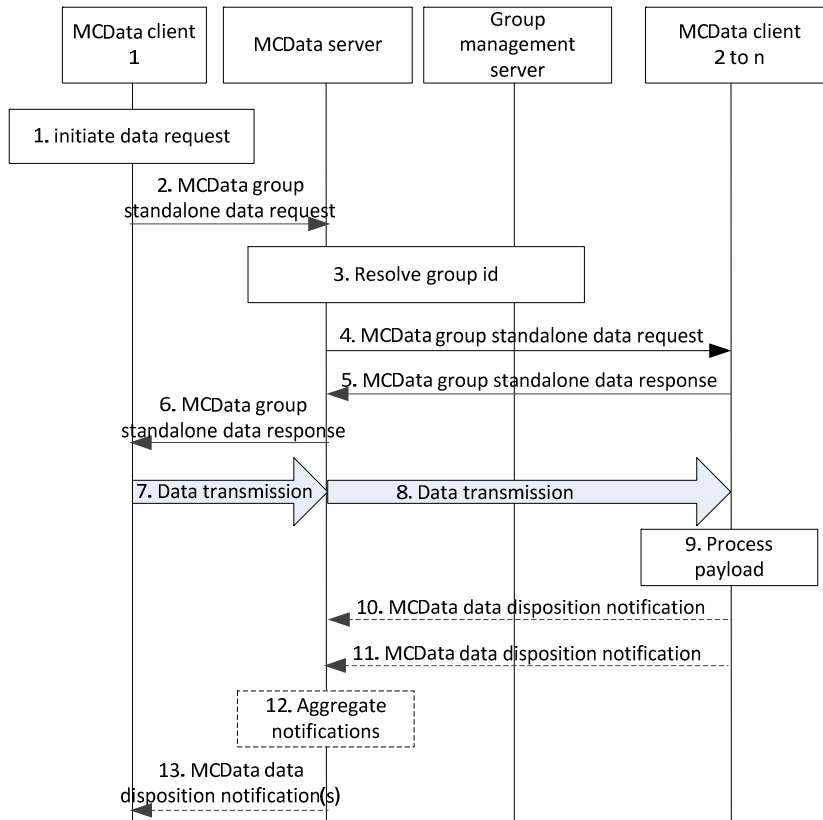 MCData client
1
MCData server
Group
management
server
MCData client
2 to n
1. initiate data request
2. MCData group
standalone data request
3. Resolve group id
4. MCData group standalone data request
5. MCData group standalone data response
6. MCData group
standalone data response
7. Data transmission
8. Data transmission
9. Process
payload
10. MCData data disposition notification
11. MCData data disposition notification
12. Aggregate
notifications
13. MCData data
disposition notification(s)